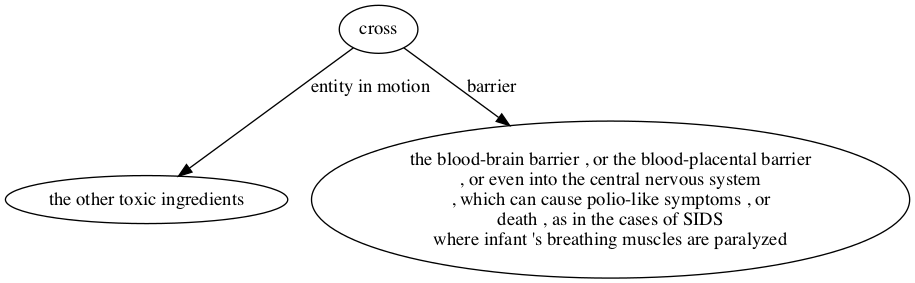 cross
entity in motion
barrier
the other toxic ingredients
the blood-brain barrier , or the blood-placental barrier
, or even into the central nervous system
, which can cause polio-like symptoms , or
death , as in the cases of SIDS
where infant 's breathing muscles are paralyzed